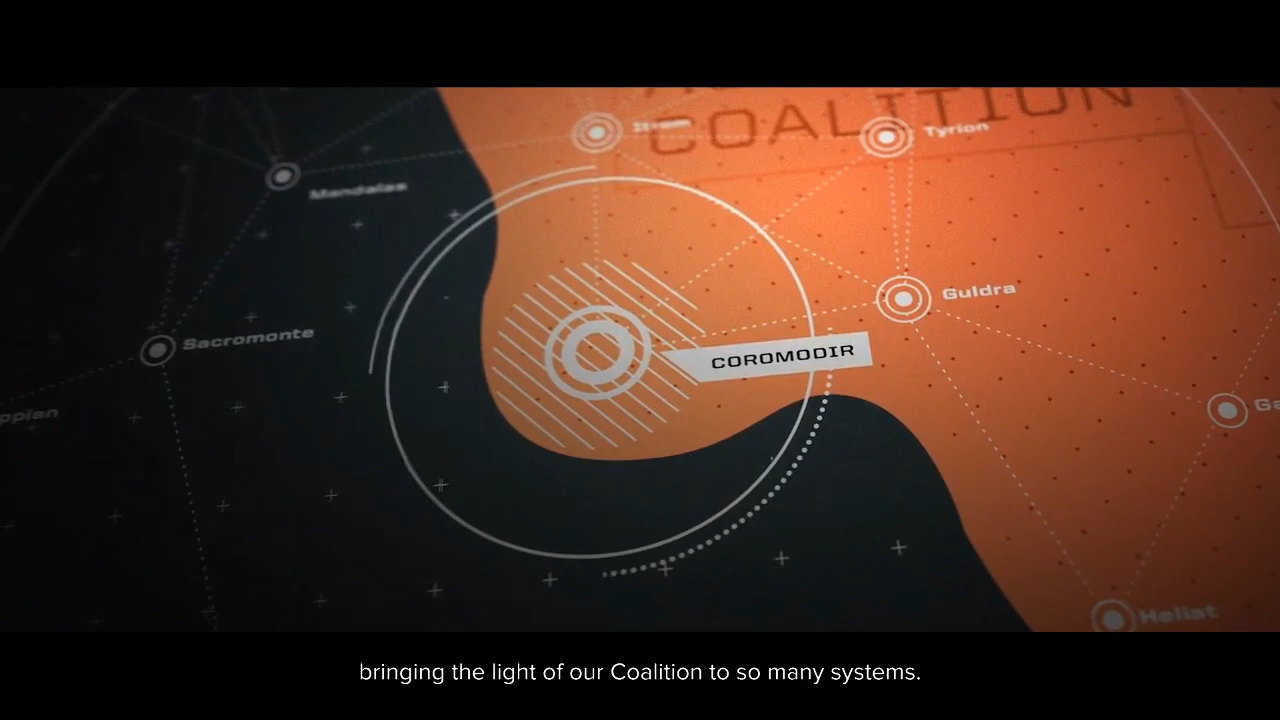 COALITION
Tyrion
Mandalas
Guldra
Sacromonte
COROMODIR
Heliat
bringing the light of our Coalition to so many systems.